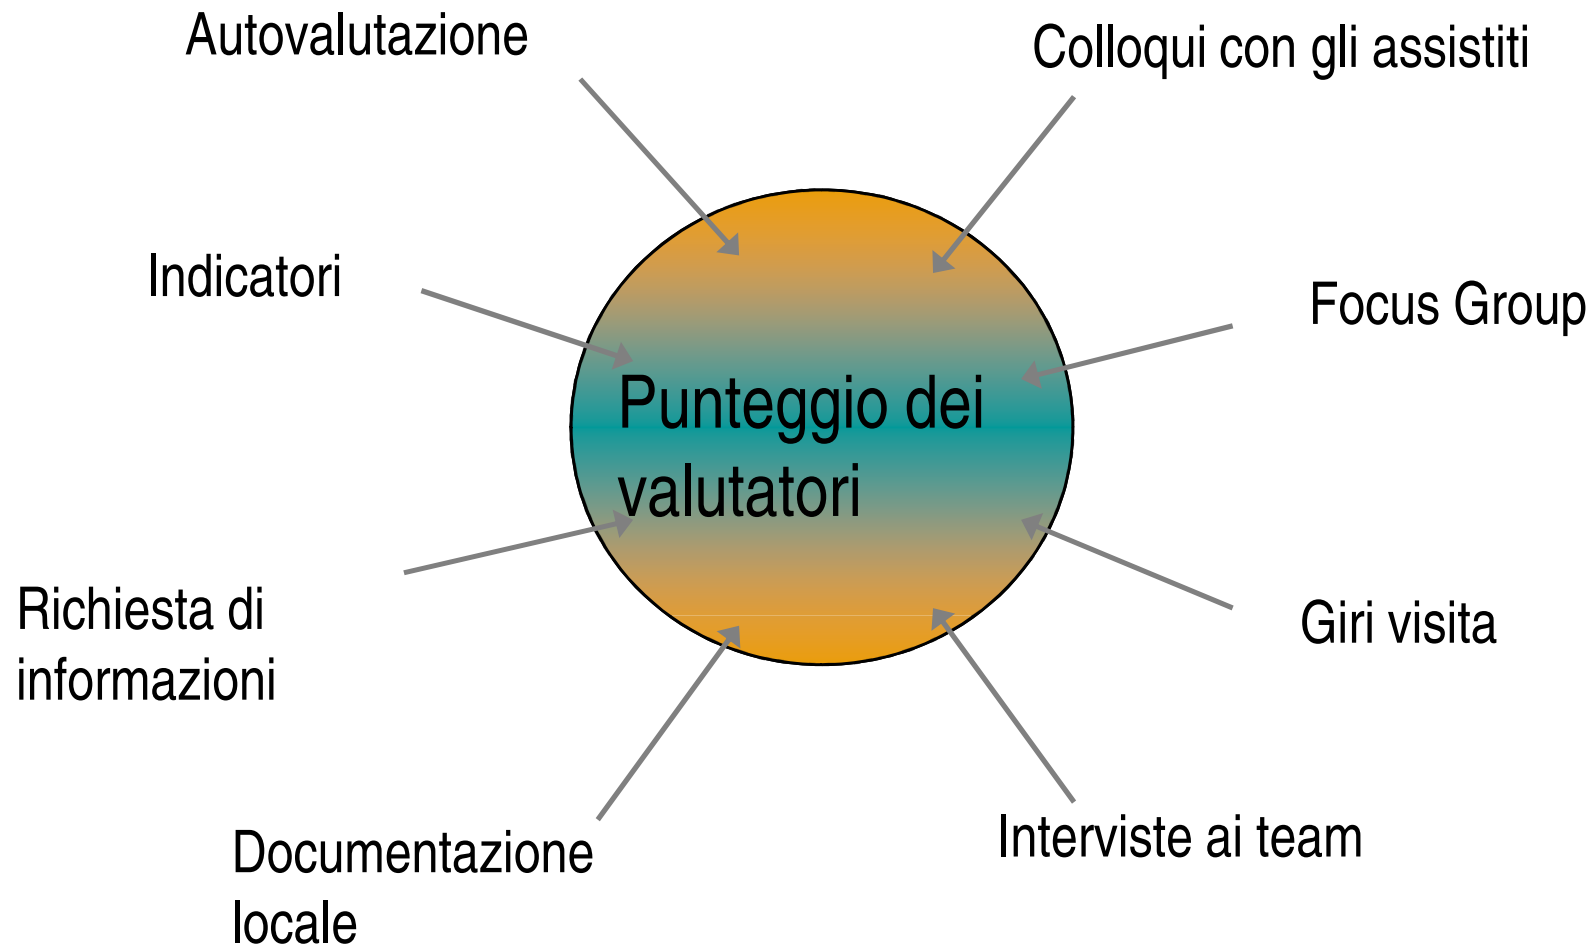 Autovalutazione
Colloqui con gli assistiti
Indicatori
Focus Group
Punteggio dei
valutatori
Richiesta di
informazioni
Giri visita
Documentazione
locale
Interviste ai team